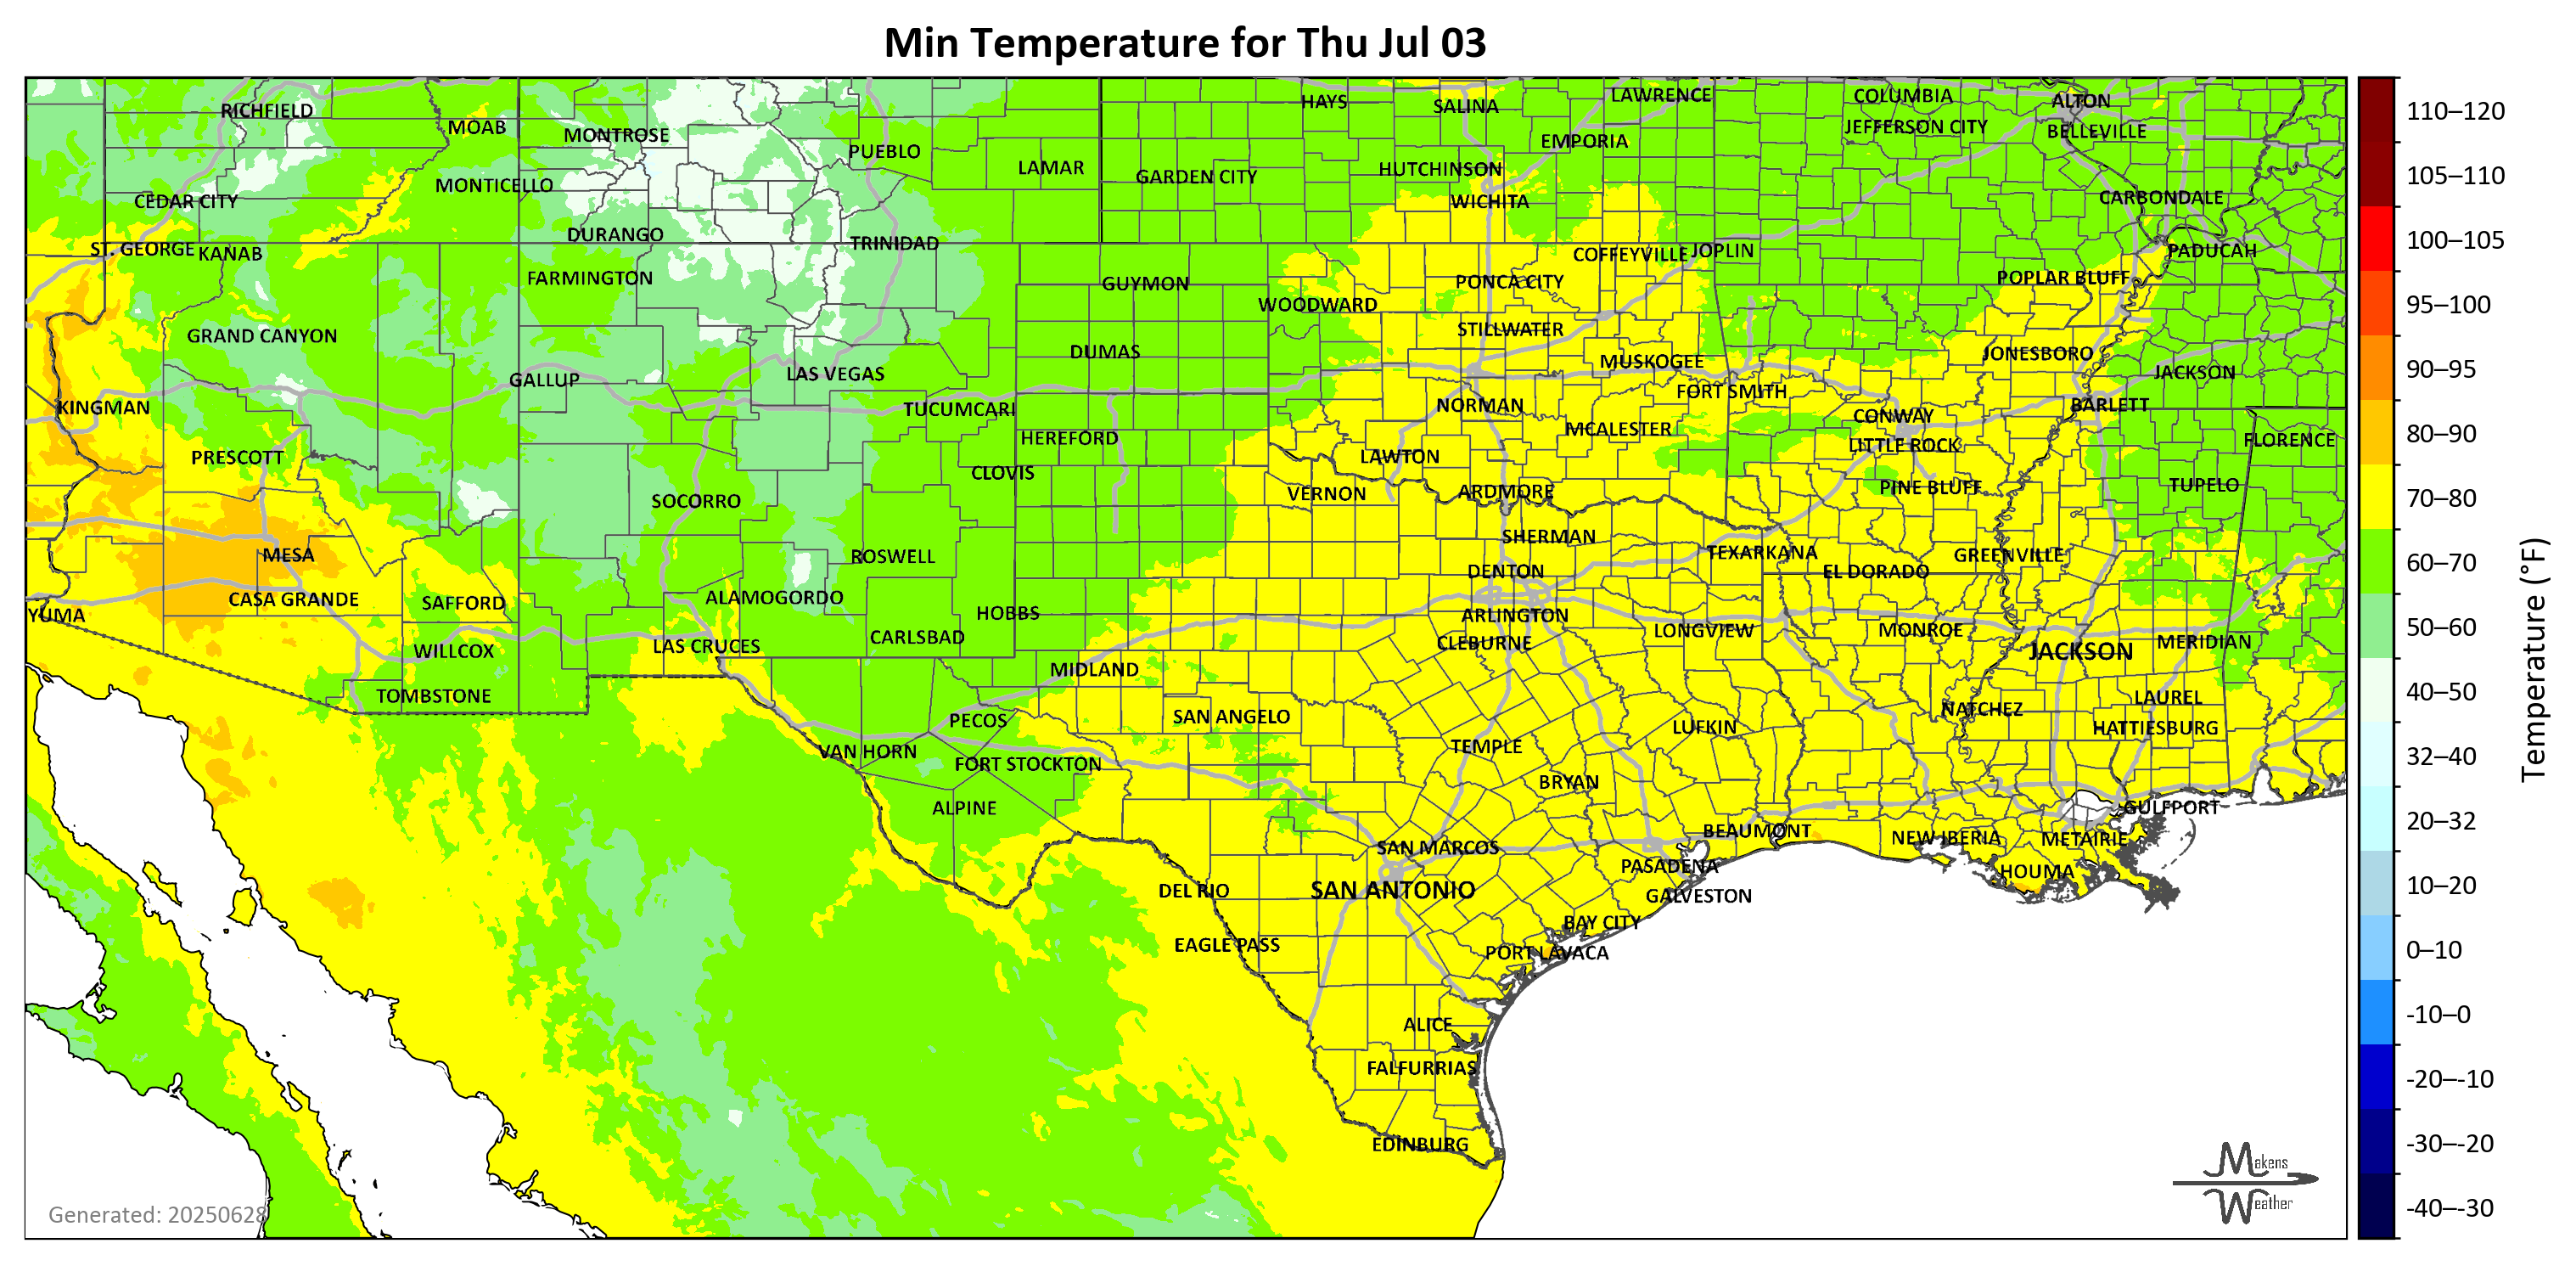 Min Temperature for Thu Jul 03
HAYS
SALINA
LAWRENCE
COLUMBIA
ALTON
RICHFIELD
MOAB
MONTROSE
EMPORIA
JEFFERSON CITY
BELLEVILLE
PUEBLO
LAMAR
GARDEN CITY
HUTCHINSON
MONTICELLO
CEDAR CITY
WICHITA
CARBONDALE
DURANGO
TRINIDAD
ST. GEORGE
KANAB
COFFEYVILLE
JOPLIN
PADUCAH
FARMINGTON
GUYMON
PONCA CITY
POPLAR BLUFF
WOODWARD
GRAND CANYON
STILLWATER
DUMAS
MUSKOGEE
JONESBORO
GALLUP
LAS VEGAS
JACKSON
FORT SMITH
KINGMAN
TUCUMCARI
NORMAN
CONWAY
BARLETT
HEREFORD
MCALESTER
LITTLE ROCK
FLORENCE
PRESCOTT
CLOVIS
LAWTON
SOCORRO
VERNON
ARDMORE
PINE BLUFF
TUPELO
SHERMAN
MESA
ROSWELL
TEXARKANA
GREENVILLE
DENTON
EL DORADO
CASA GRANDE
SAFFORD
ALAMOGORDO
HOBBS
ARLINGTON
YUMA
CARLSBAD
CLEBURNE
LONGVIEW
MONROE
MERIDIAN
WILLCOX
LAS CRUCES
MIDLAND
JACKSON
TOMBSTONE
PECOS
SAN ANGELO
NATCHEZ
LAUREL
LUFKIN
HATTIESBURG
VAN HORN
FORT STOCKTON
TEMPLE
BRYAN
ALPINE
GULFPORT
SAN MARCOS
BEAUMONT
NEW IBERIA
METAIRIE
PASADENA
HOUMA
DEL RIO
SAN ANTONIO
GALVESTON
BAY CITY
EAGLE PASS
PORT LAVACA
ALICE
FALFURRIAS
EDINBURG
Generated: 20250628
Makens
Weather
110–120
105–110
100–105
95–100
90–95
80–90
70–80
60–70
50–60
40–50
32–40
20–32
10–20
0–10
-10–0
-20–-10
-30–-20
-40–-30
Temperature (°F)